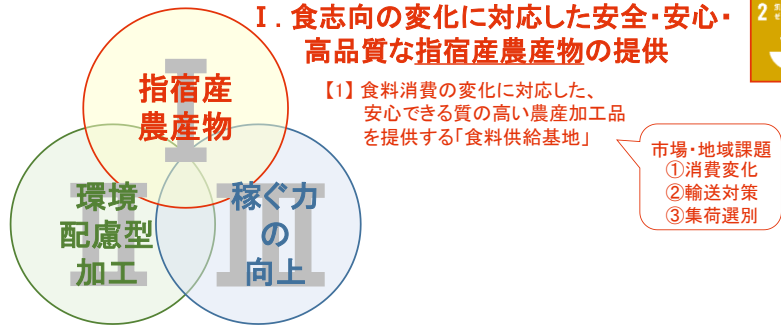 Ⅰ．食志向の変化に対応した安全・安心・
高品質な指宿産農産物の提供
【1】食料消費の変化に対応した、
安心できる質の高い農産加工品
を提供する「食料供給基地」
市場・地域課題
①消費変化
②輸送対策
③集荷選別
2
Ⅰ
指宿産
農産物
Ⅱ
環境
配慮型
加工
Ⅲ
稼ぐ力
の
向上